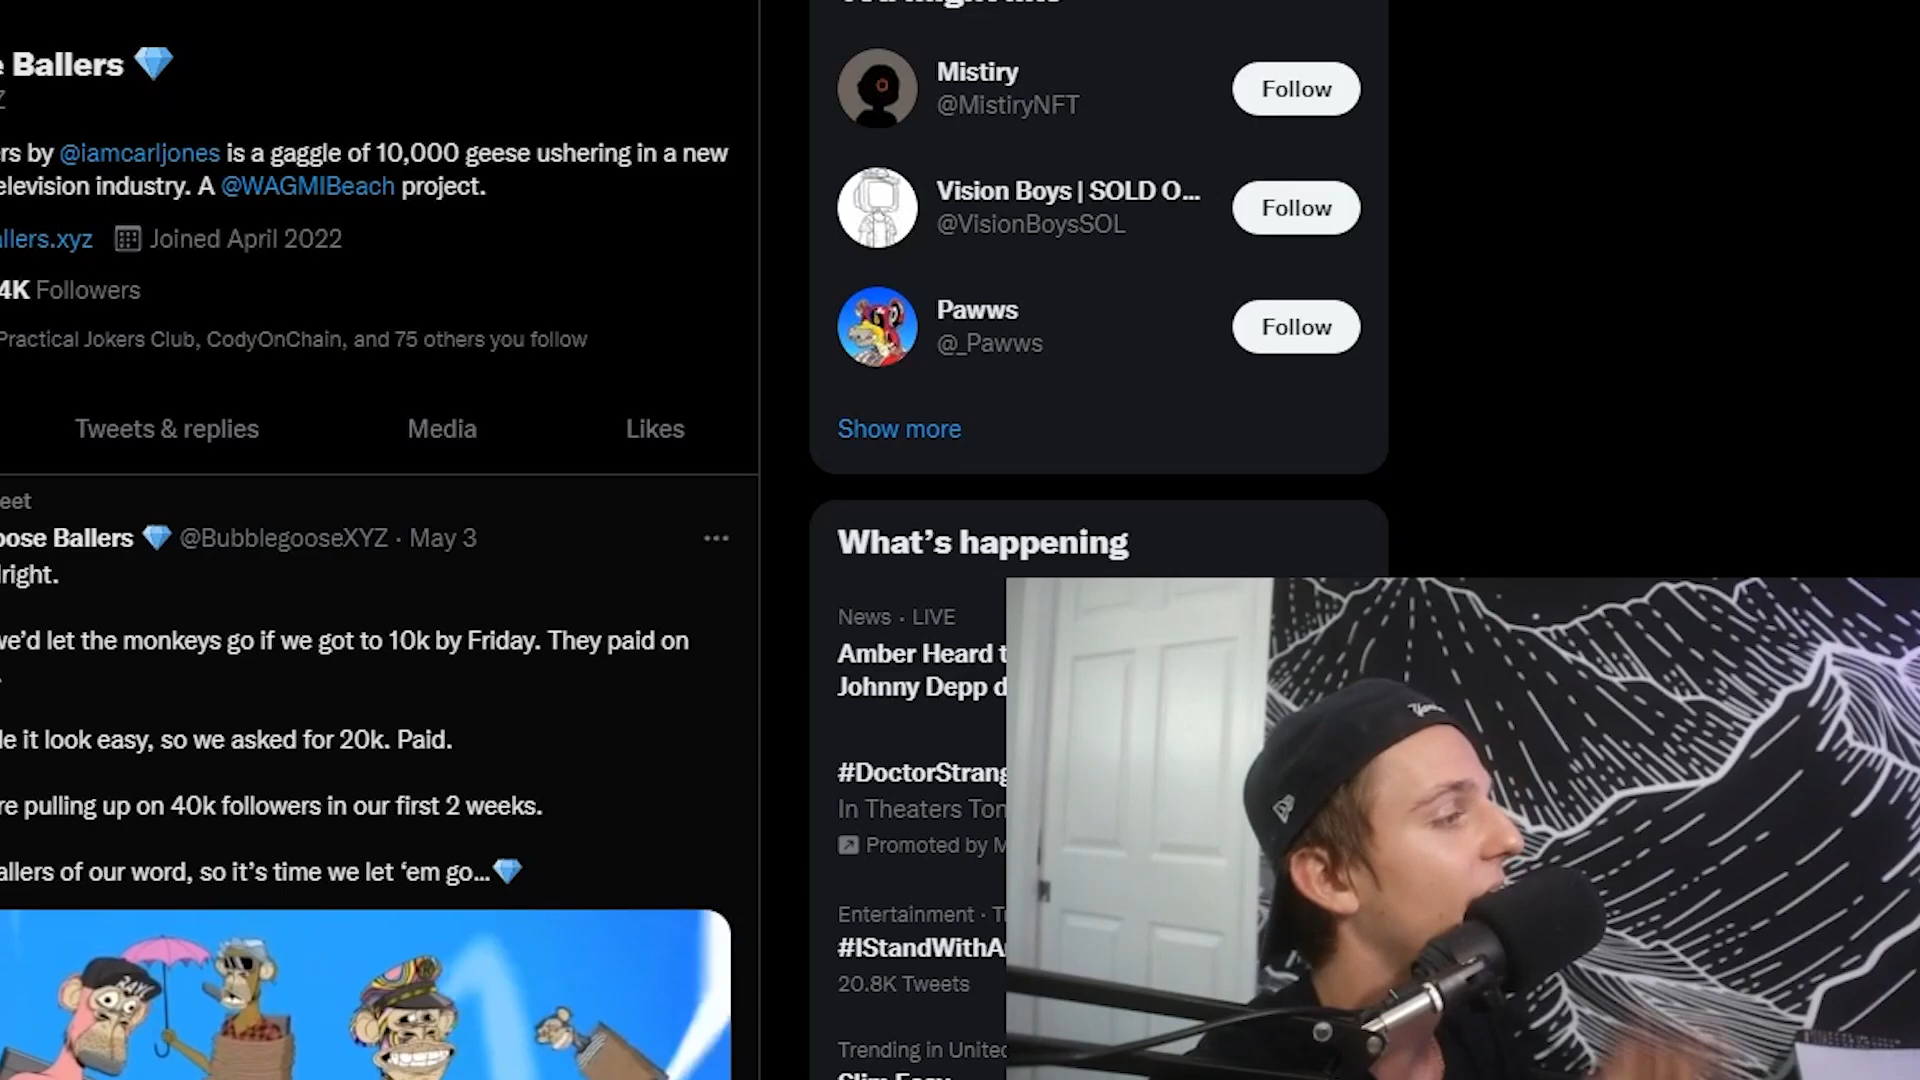 Ballers
rs by @iamcarljones is a gaggle of 10,000 geese ushering in a new
elevision industry. A @WAGMIBeach project.
allers.xyz Joined April 2022
4K Followers
Practical Jokers Club, CodyOnChain, and 75 others you follow
Tweets & replies Media Likes
eet
oose Ballers @BubblegooseXYZ · May 3
lright.
we'd let the monkeys go if we got to 10k by Friday. They paid on
le it look easy, so we asked for 20k. Paid.
re pulling up on 40k followers in our first 2 weeks.
allers of our word, so it's time we let 'em go...
Mistiry
@MistiryNFT
Follow
Vision Boys | SOLD O...
@VisionBoysSOL
Follow
Pawws
@_Pawws
Follow
Show more
What's happening
News · LIVE
Amber Heard t
Johnny Depp d
#DoctorStrang
In Theaters Ton
Promoted by M
Entertainment · Tr
#IStandWithA
20.8K Tweets
Trending in United